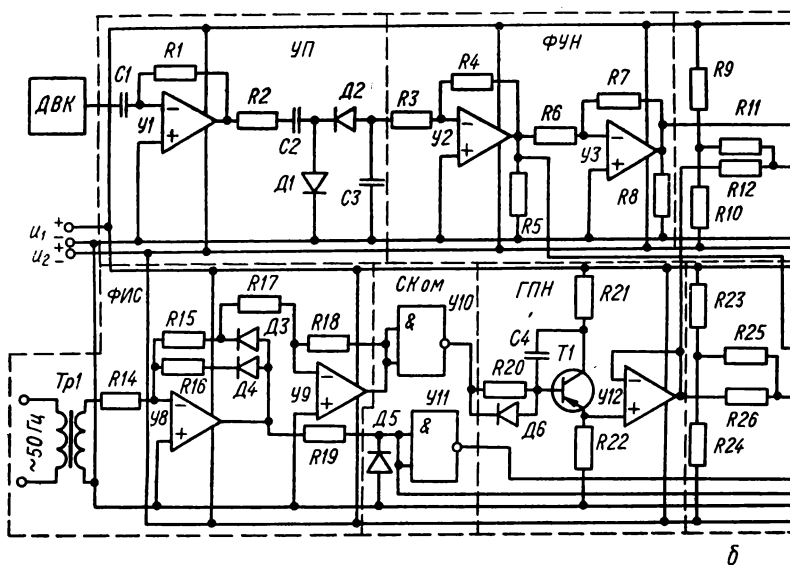 УП
ФУН
R1
R4
R7
R9
ДВК
C1
R2
Д2
R3
R6
R11
У1
C2
У2
У3
R12
Д1
C3
R5
R8
R10
+
u₁
−
+
u₂
−
ФИС
R17
СКом
У10
ГПН
R21
R23
R15
Д3
R18
&
C4
T1
R25
R16
R20
Тр1
R14
Д4
У9
У11
У12
У8
Д5
&
Д6
R26
~50 Гц
R19
R22
R24
б